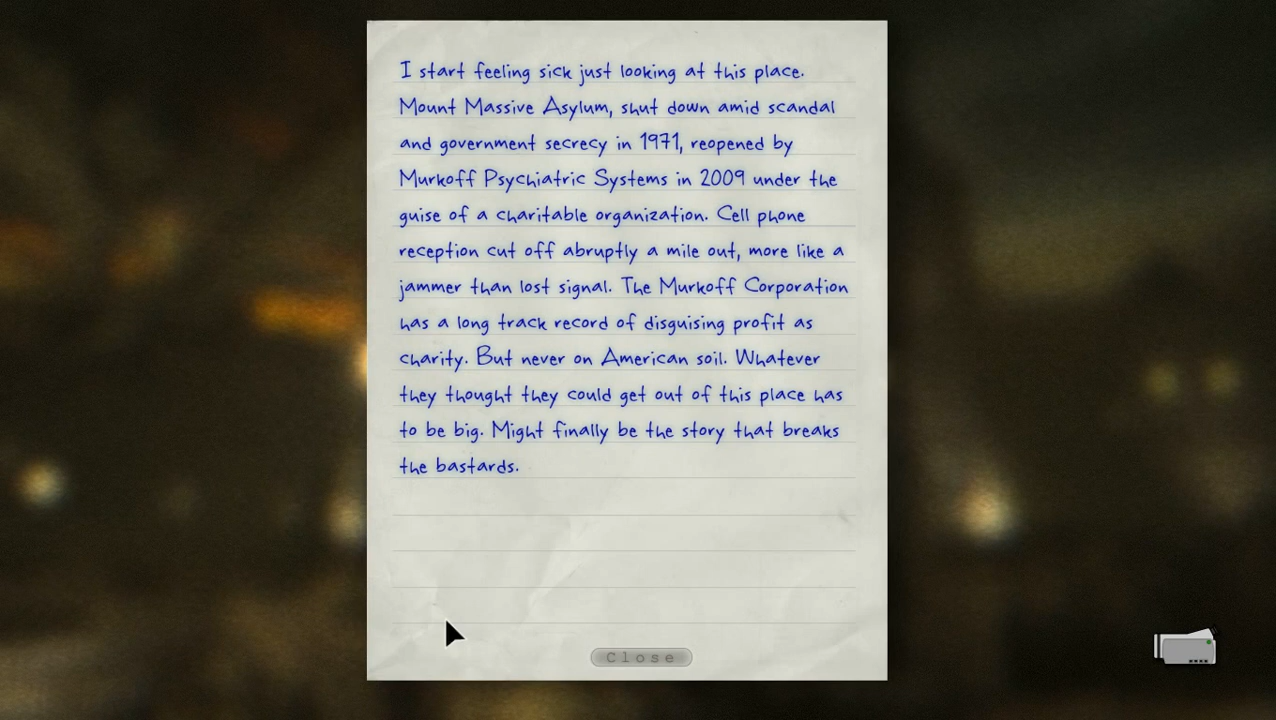 I start feeling sick just looking at this place.
Mount Massive Asylum, shut down amid scandal
and government secrecy in 1971, reopened by
Murkoff Psychiatric Systems in 2009 under the
guise of a charitable organization. Cell phone
reception cut off abruptly a mile out, more like a
jammer than lost signal. The Murkoff Corporation
has a long track record of disguising profit as
charity. But never on American soil. Whatever
they thought they could get out of this place has
to be big. Might finally be the story that breaks
the bastards.
Close